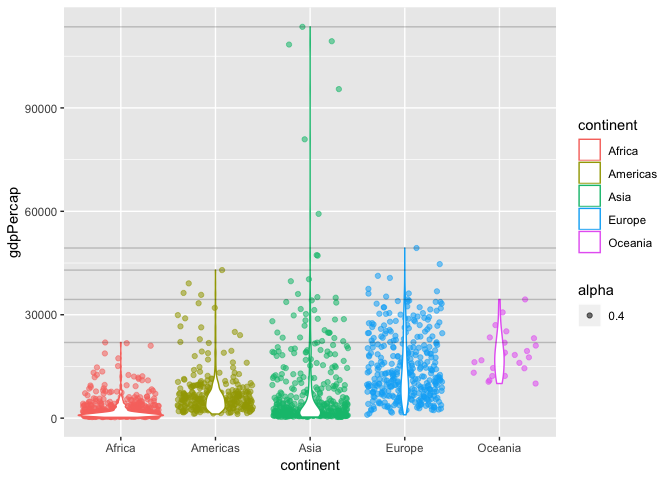 90000
60000
30000
0
gdpPercap
Africa Americas Asia Europe Oceania
continent
continent
Africa
Americas
Asia
Europe
Oceania
alpha
0.4